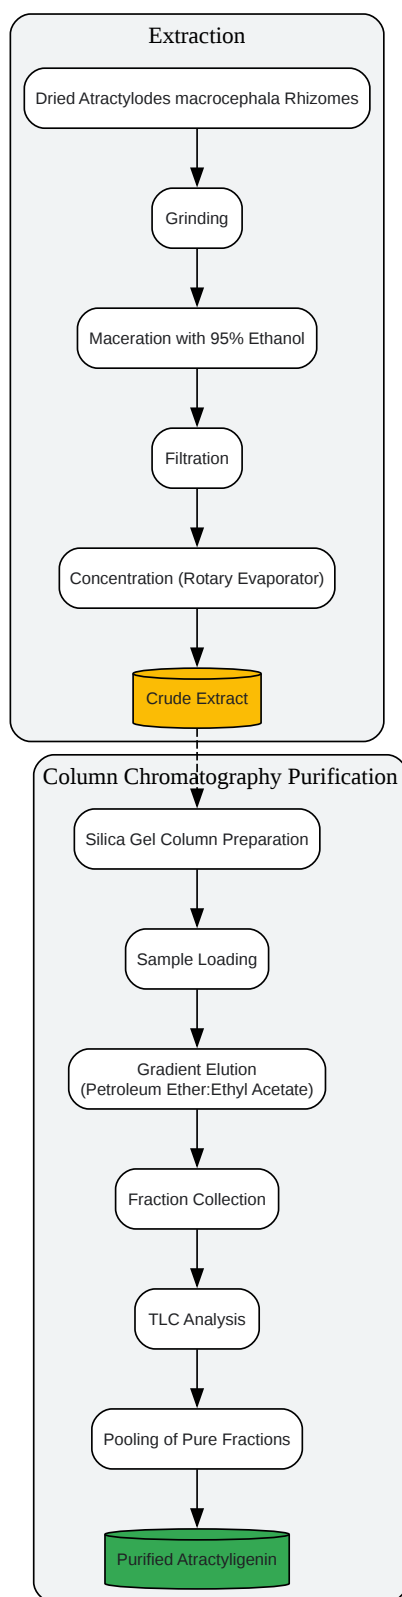 Extraction
Dried Atractylodes macrocephala Rhizomes
Grinding
Maceration with 95% Ethanol
Filtration
Concentration (Rotary Evaporator)
Crude Extract
Column Chromatography Purification
Silica Gel Column Preparation
Sample Loading
Gradient Elution
(Petroleum Ether:Ethyl Acetate)
Fraction Collection
TLC Analysis
Pooling of Pure Fractions
Purified Atractyligenin